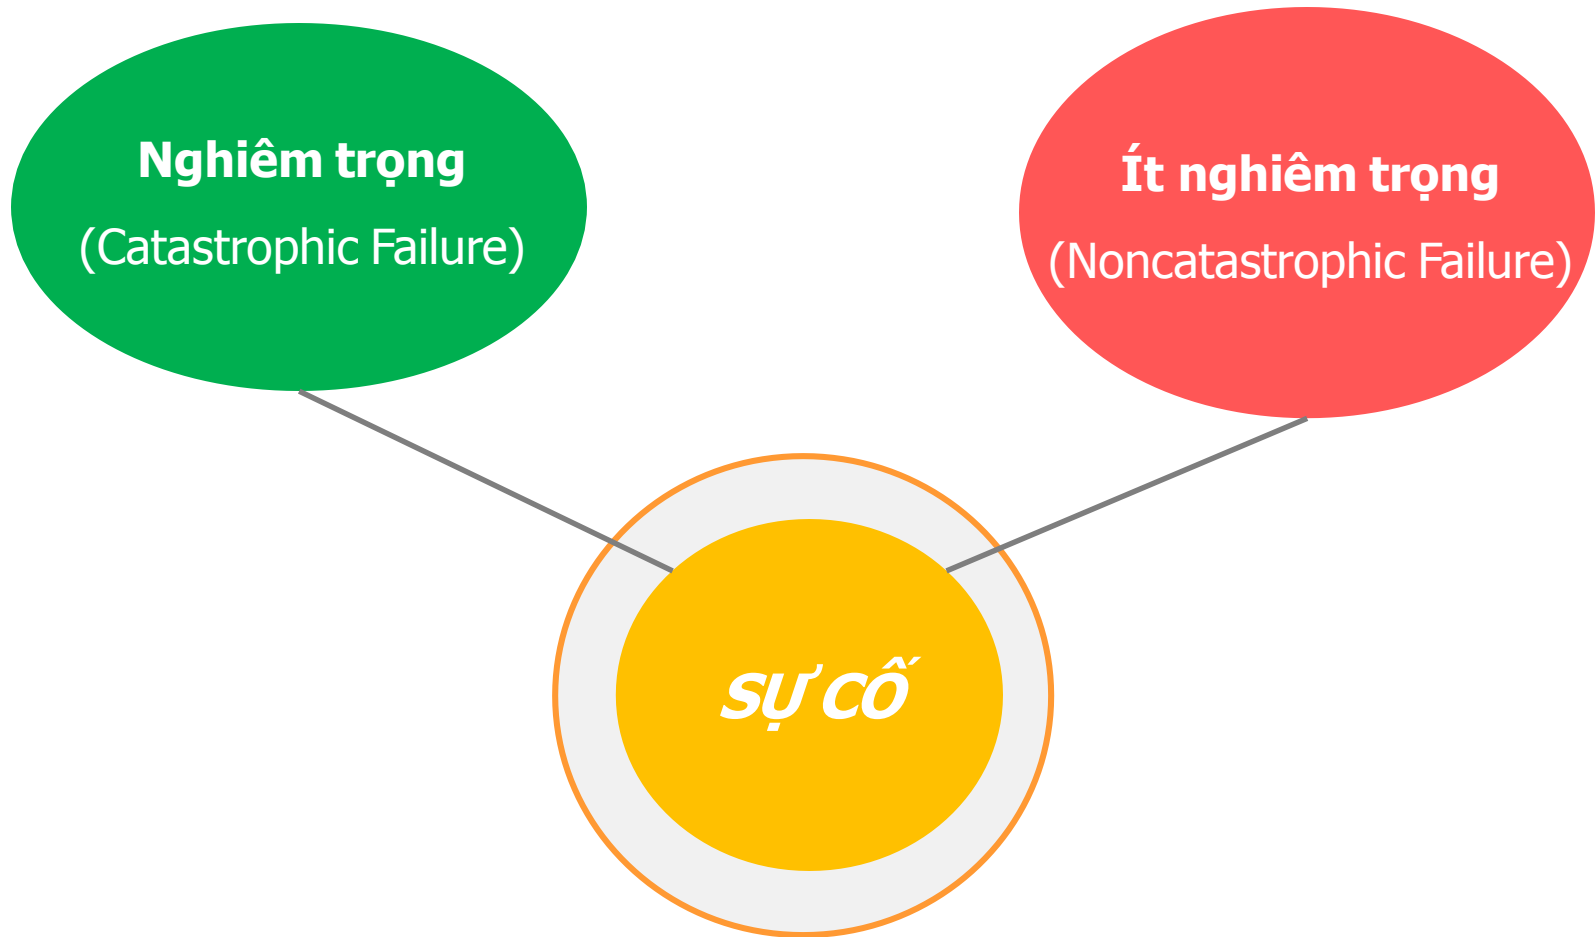 Nghiêm trọng
(Catastrophic Failure)
Ít nghiêm trọng
(Noncatastrophic Failure)
SỰ CỐ